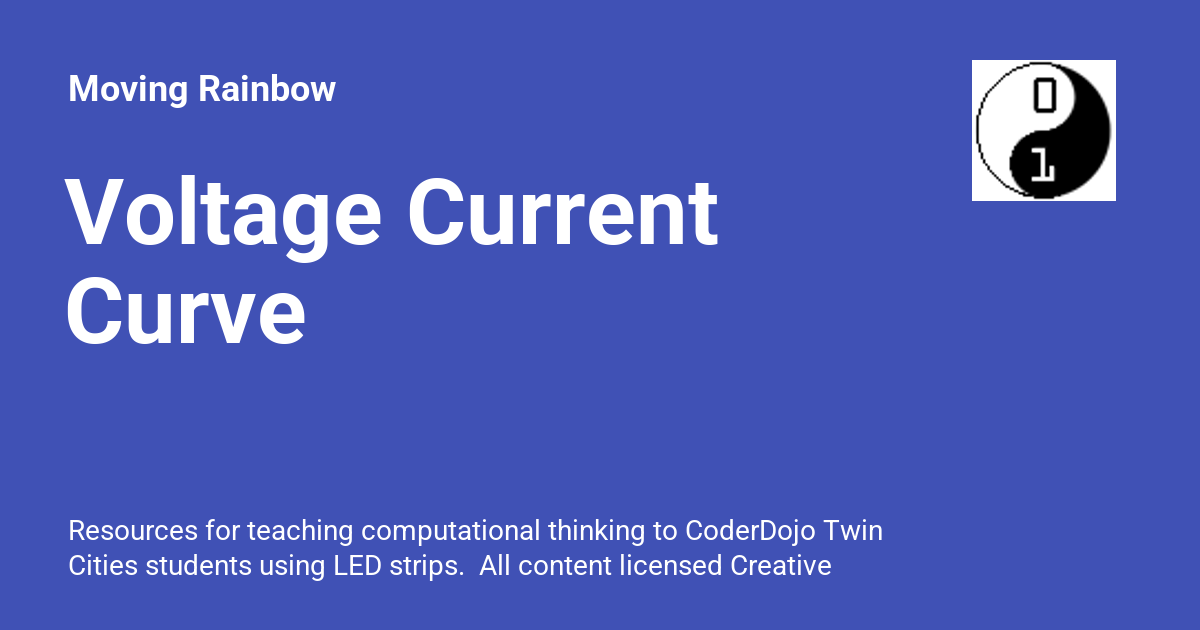 Moving Rainbow
0
1
Voltage Current
Curve
Resources for teaching computational thinking to CoderDojo Twin
Cities students using LED strips.  All content licensed Creative